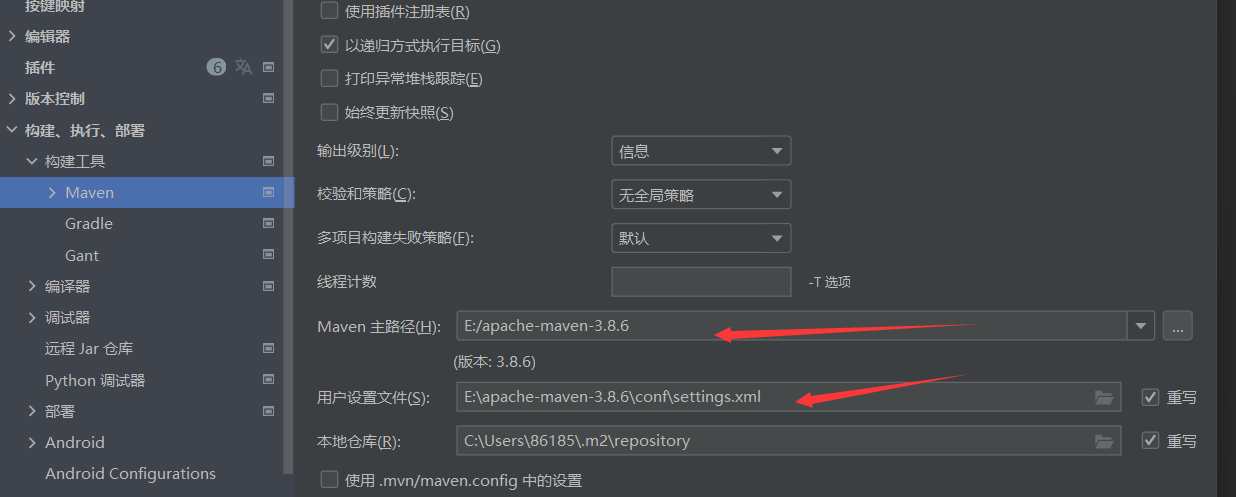 按键映射
编辑器
插件 6
版本控制
构建、执行、部署
构建工具
Maven
Gradle
Gant
编译器
调试器
远程 Jar 仓库
Python 调试器
部署
Android
Android Configurations
使用插件注册表(R)
以递归方式执行目标(G)
打印异常堆栈跟踪(E)
始终更新快照(S)
输出级别(L): 信息
校验和策略(C): 无全局策略
多项目构建失败策略(F): 默认
线程计数 -T 选项
Maven 主路径(H): E:/apache-maven-3.8.6 ...
(版本: 3.8.6)
用户设置文件(S): E:\apache-maven-3.8.6\conf\settings.xml 重写
本地仓库(R): C:\Users\86185\.m2\repository 重写
使用 .mvn/maven.config 中的设置